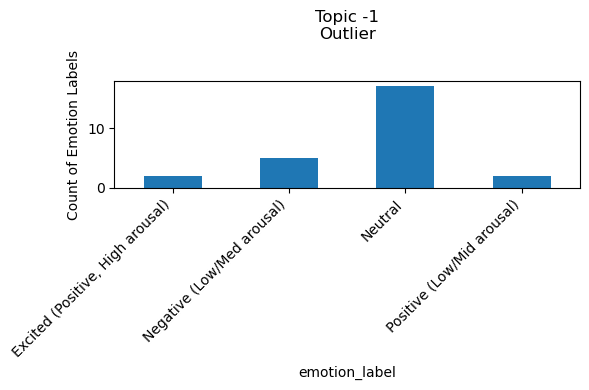 Topic -1
Outlier
Count of Emotion Labels
10
0
Excited (Positive, High arousal)
Negative (Low/Med arousal)
Neutral
Positive (Low/Mid arousal)
emotion_label